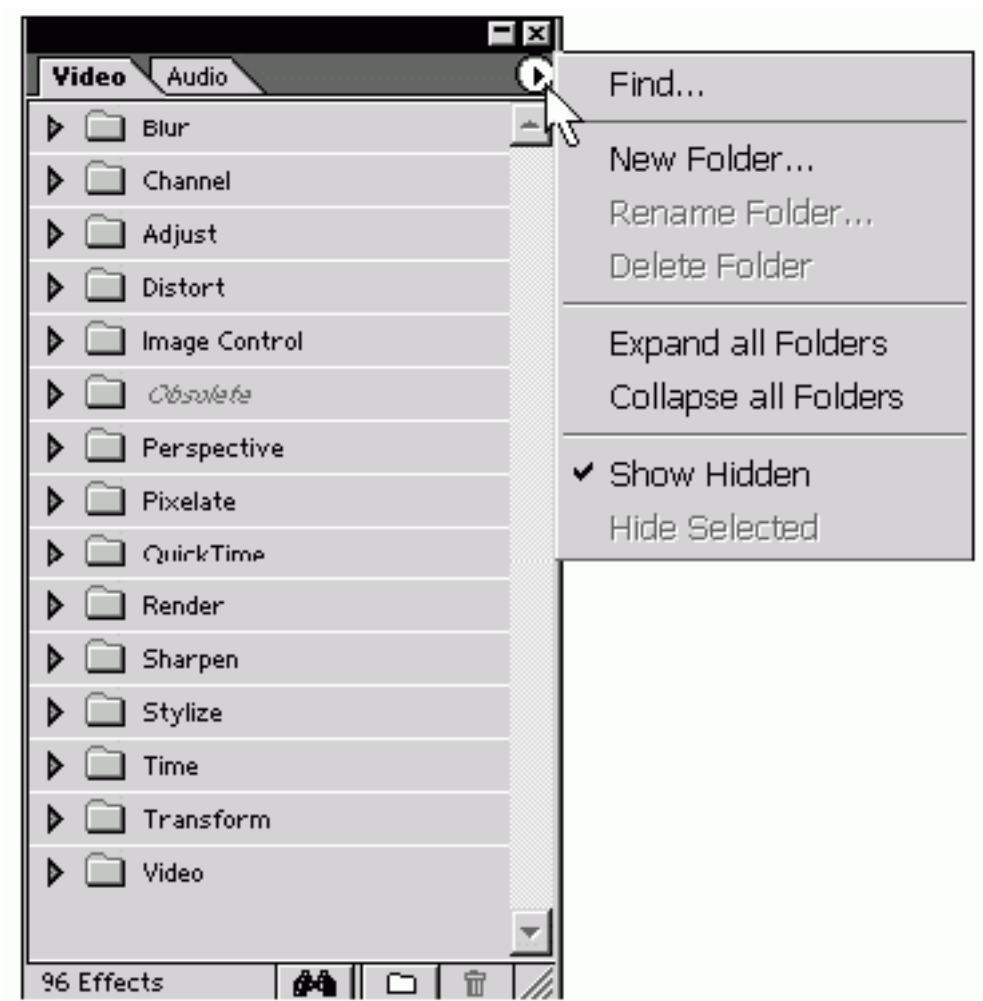 Video Audio
Blur
Channel
Adjust
Distort
Image Control
Obsolete
Perspective
Pixelate
QuickTime
Render
Sharpen
Stylize
Time
Transform
Video
96 Effects
Find...
New Folder...
Rename Folder...
Delete Folder
Expand all Folders
Collapse all Folders
Show Hidden
Hide Selected